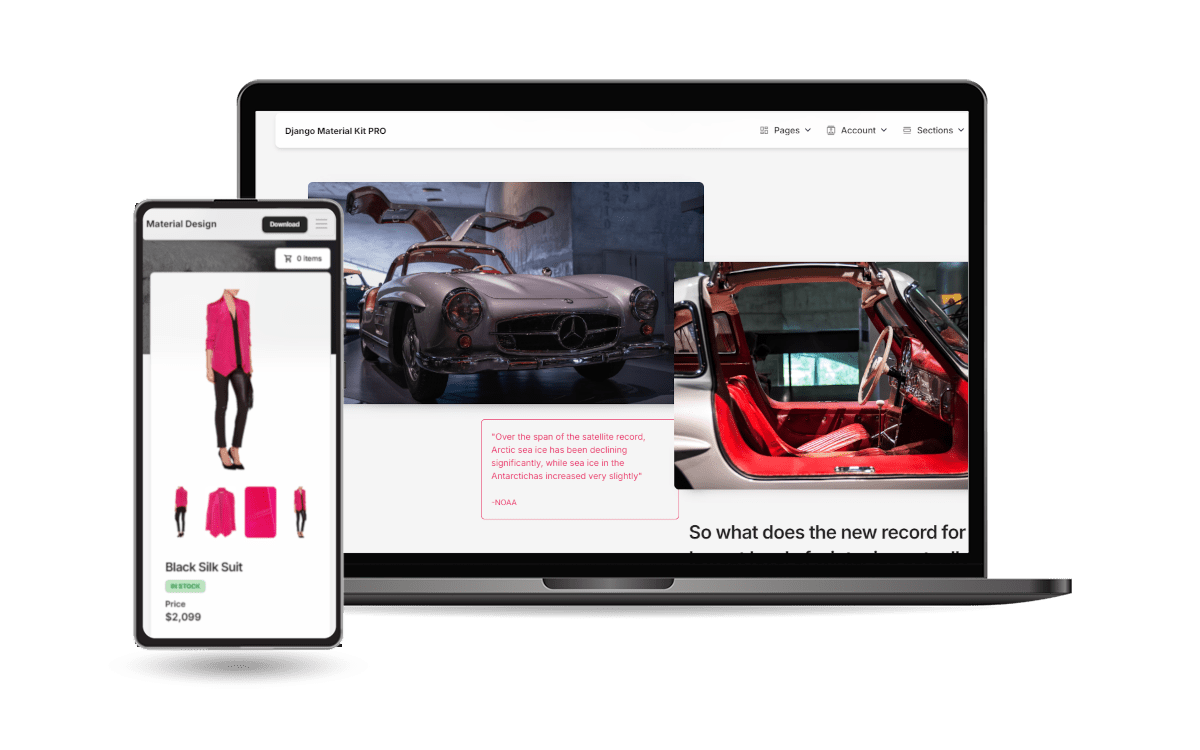 Django Material Kit PRO
Pages
Account
Sections
Material Design
Download
0 Items
"Over the span of the satellite record,
Arctic sea ice has been declining
significantly, while sea ice in the
Antarctichas increased very slightly"
-NOAA
So what does the new record for
Black Silk Suit
IN STOCK
Price
$2,099